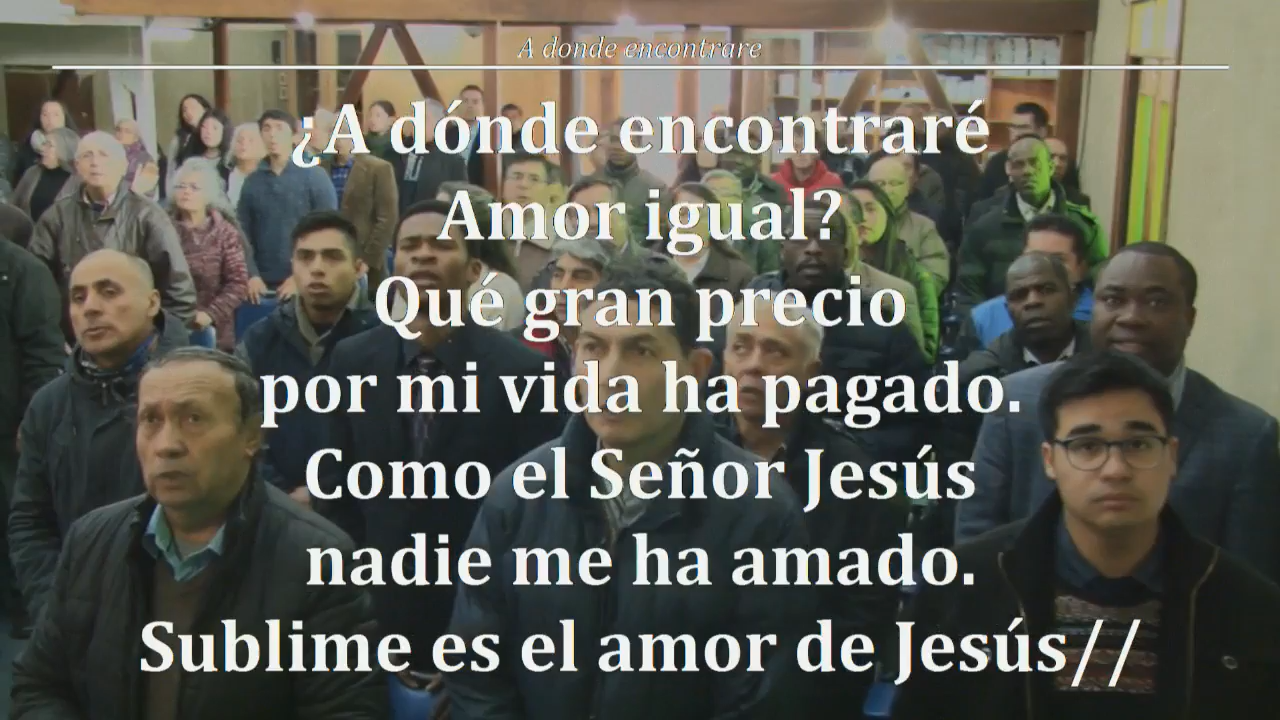 A donde encontrare
¿A dónde encontraré
Amor igual?
Qué gran precio
por mi vida ha pagado.
Como el Señor Jesús
nadie me ha amado.
Sublime es el amor de Jesús//